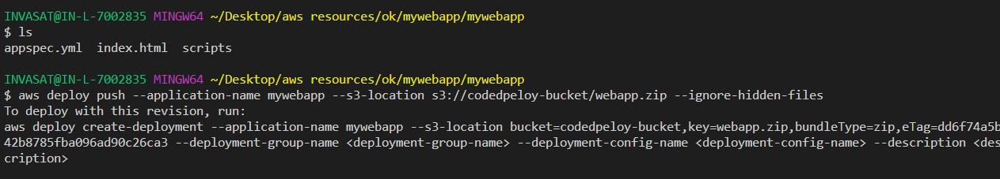 INVASAT@IN-L-7002835 MINGW64 ~/Desktop/aws resources/ok/mywebapp/mywebapp
$ ls
appspec.yml  index.html  scripts
INVASAT@IN-L-7002835 MINGW64 ~/Desktop/aws resources/ok/mywebapp/mywebapp
$ aws deploy push --application-name mywebapp --s3-location s3://codedpeloy-bucket/webapp.zip --ignore-hidden-files
To deploy with this revision, run:
aws deploy create-deployment --application-name mywebapp --s3-location bucket=codedpeloy-bucket,key=webapp.zip,bundleType=zip,eTag=dd6f74a5b
42b8785fba096ad90c26ca3 --deployment-group-name <deployment-group-name> --deployment-config-name <deployment-config-name> --description <des
cription>